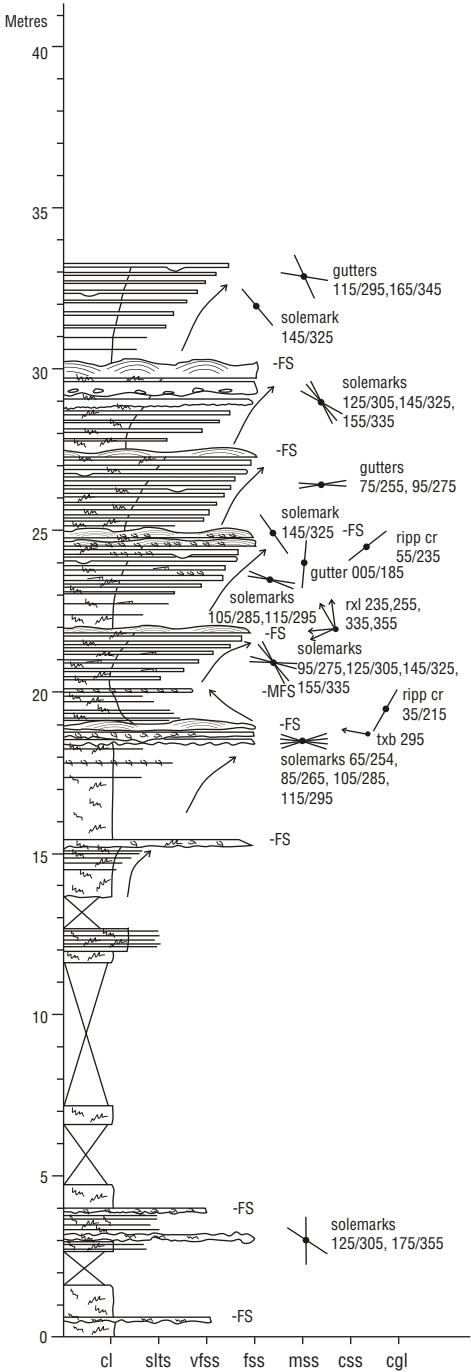 Metres
40
35
gutters
115/295,165/345
solemark
145/325
30
-FS
solemarks
125/305,145/325,
155/335
-FS
gutters
75/255, 95/275
25
solemark
145/325
-FS
ripp cr
55/235
gutter 005/185
solemarks
105/285,115/295
rxl 235,255,
335,355
-FS
solemarks
95/275,125/305,145/325,
155/335
20
-MFS
ripp cr
35/215
-FS
txb 295
solemarks 65/254,
85/265, 105/285,
115/295
15
-FS
10
5
-FS
solemarks
125/305, 175/355
-FS
0
cl slts vfss fss mss css cgl